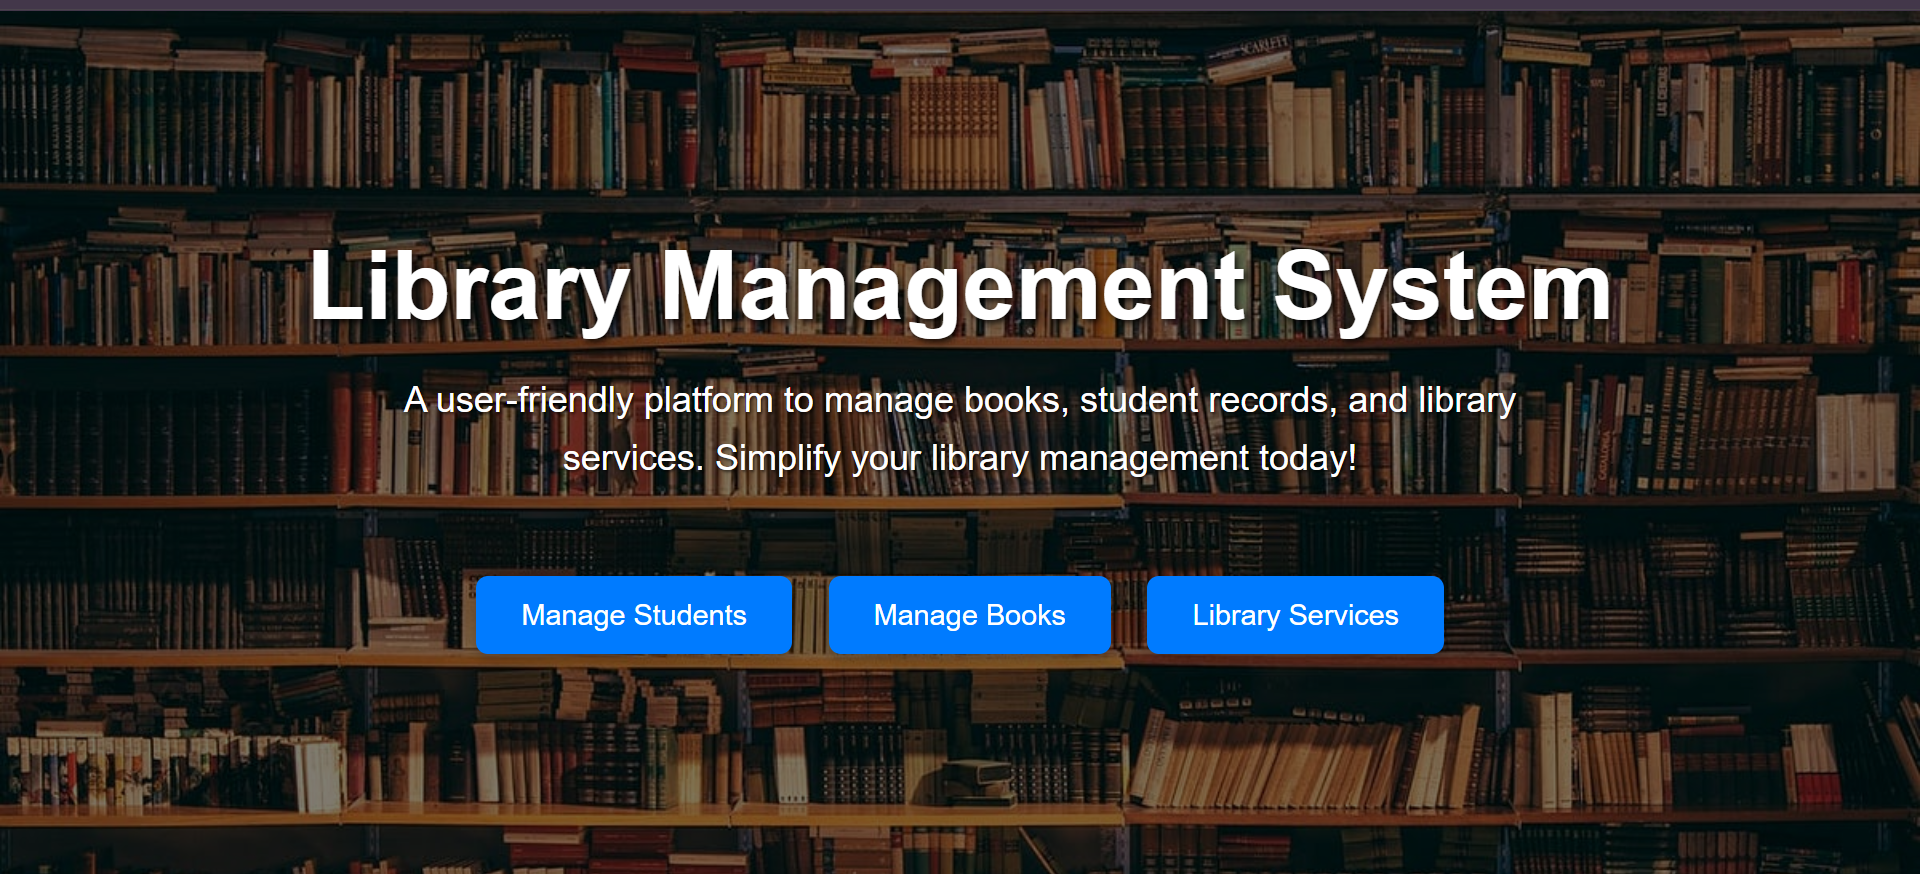 SCARLETT
Library Management System
A user-friendly platform to manage books, student records, and library
services. Simplify your library management today!
Manage Students
Manage Books
Library Services